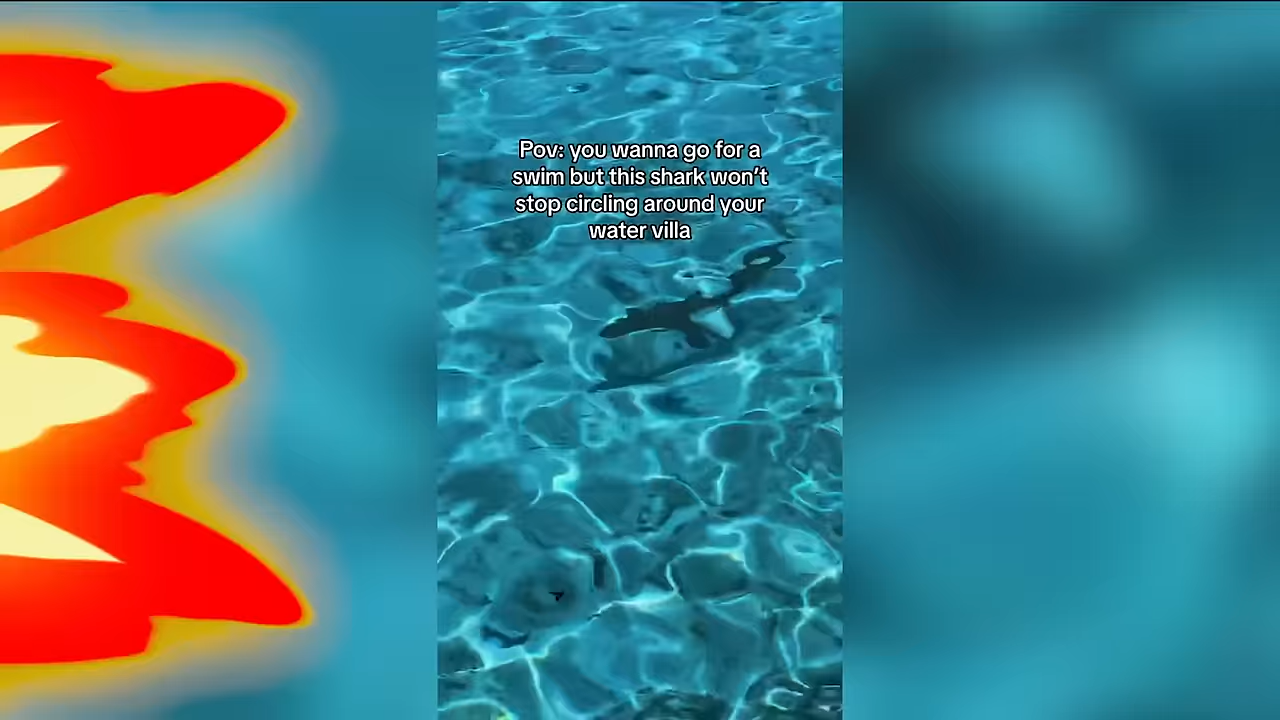 Pov: you wanna go for a
swim but this shark won’t
stop circling around your
water villa